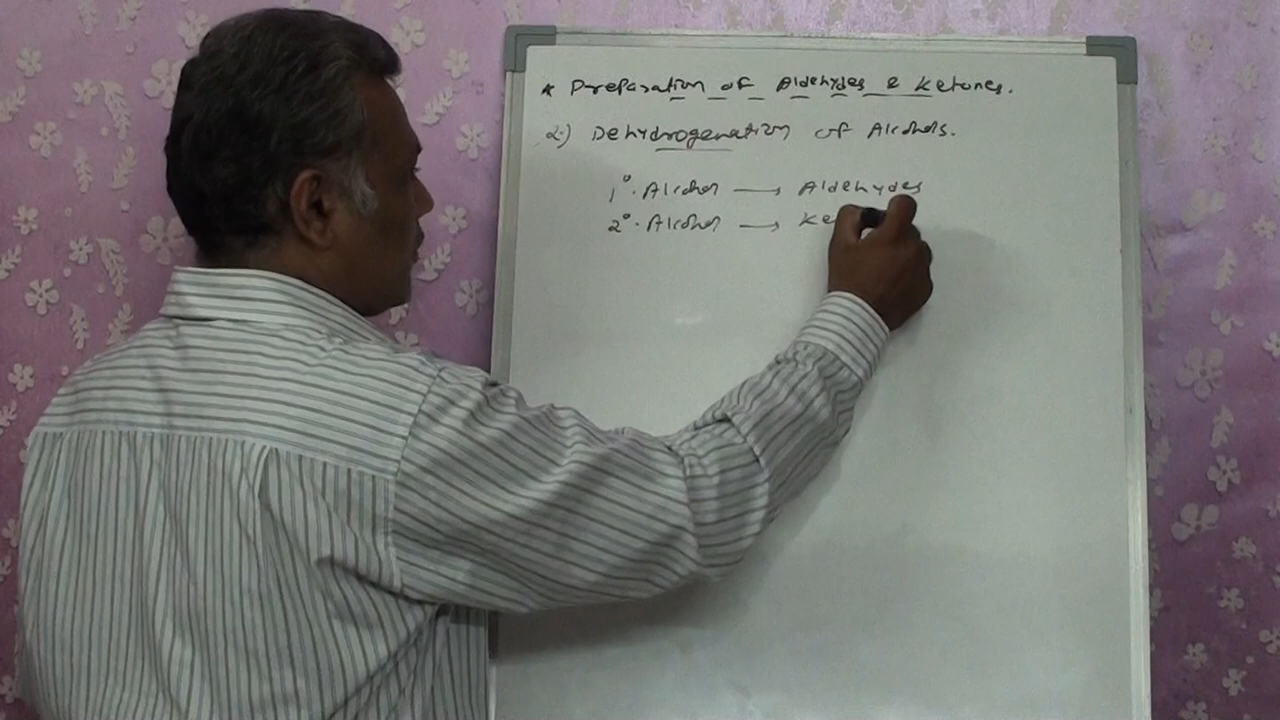 * Preparation of Aldehydes & Ketones.
2.) Dehydrogenation of Alcohols.
1°. Alcohol → Aldehydes
2°. Alcohol → Ke